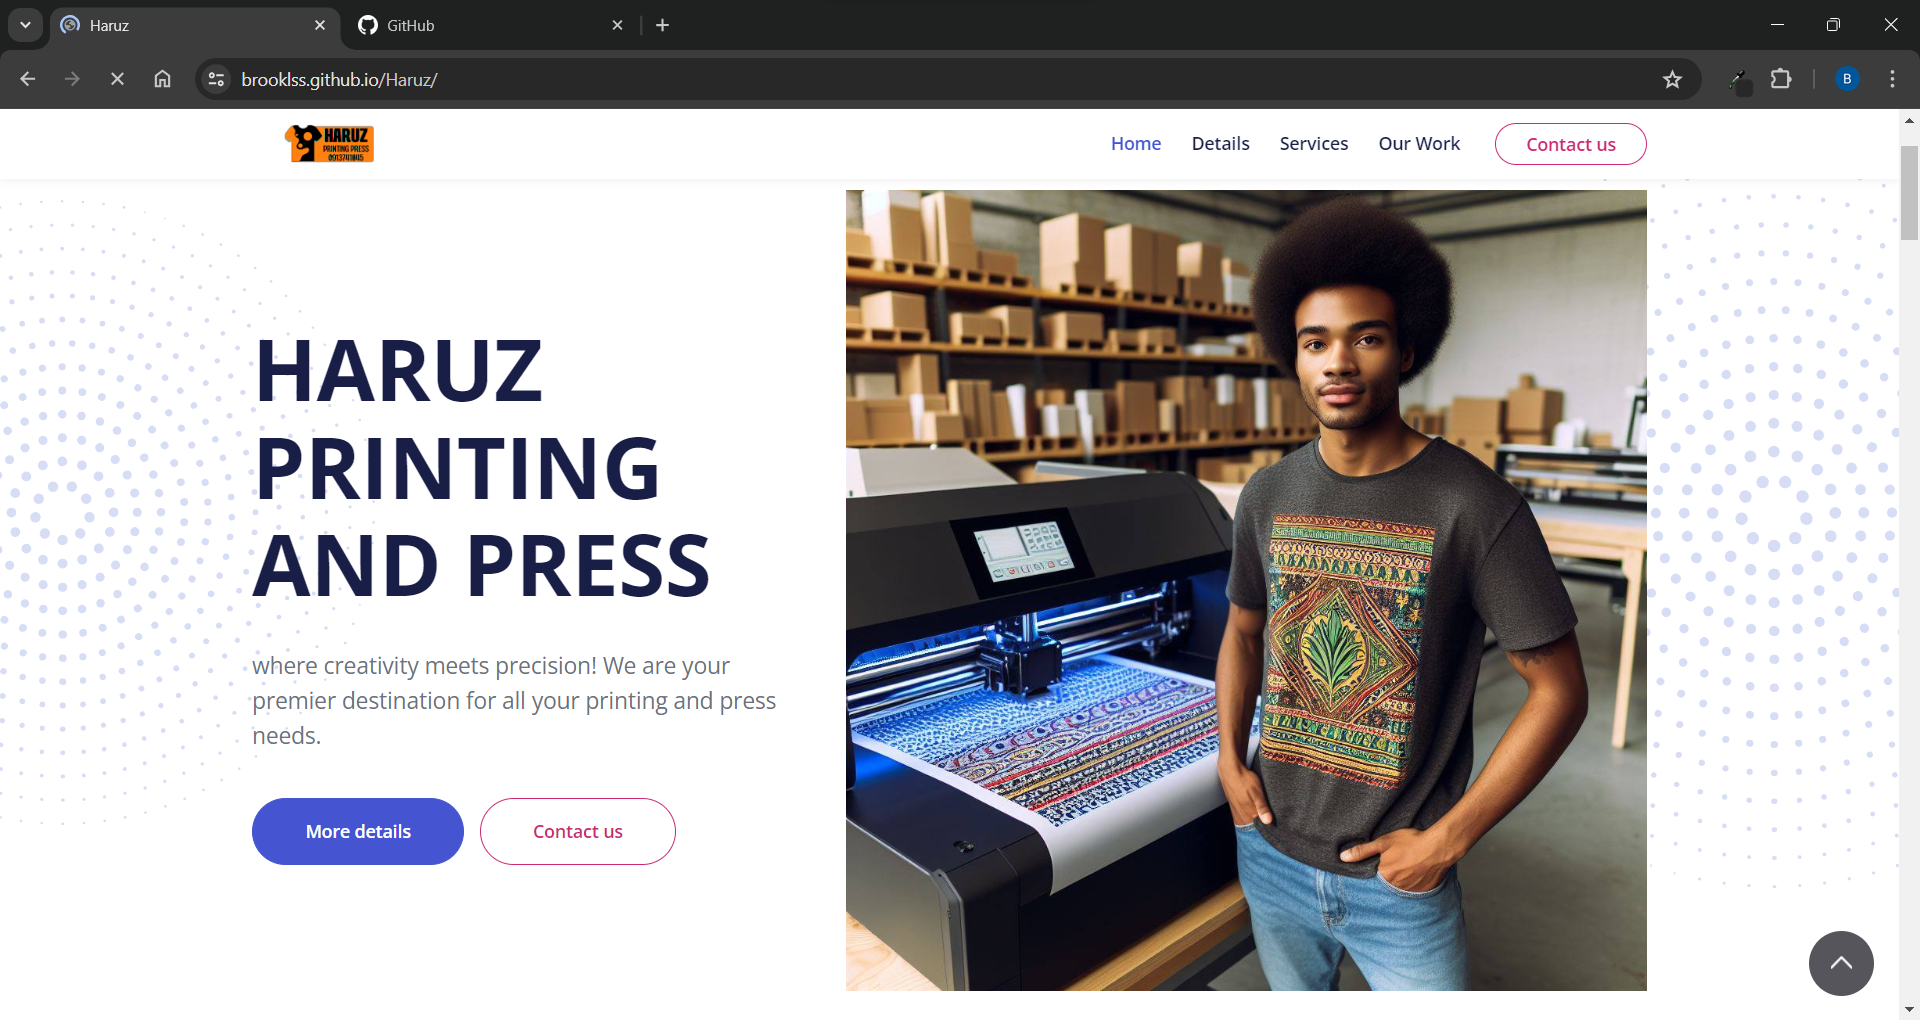 Haruz
GitHub
brooklss.github.io/Haruz/
B
HARUZ
PRINTING PRESS
Home
Details
Services
Our Work
Contact us
HARUZ
PRINTING
AND PRESS
where creativity meets precision! We are your
premier destination for all your printing and press
needs.
More details
Contact us